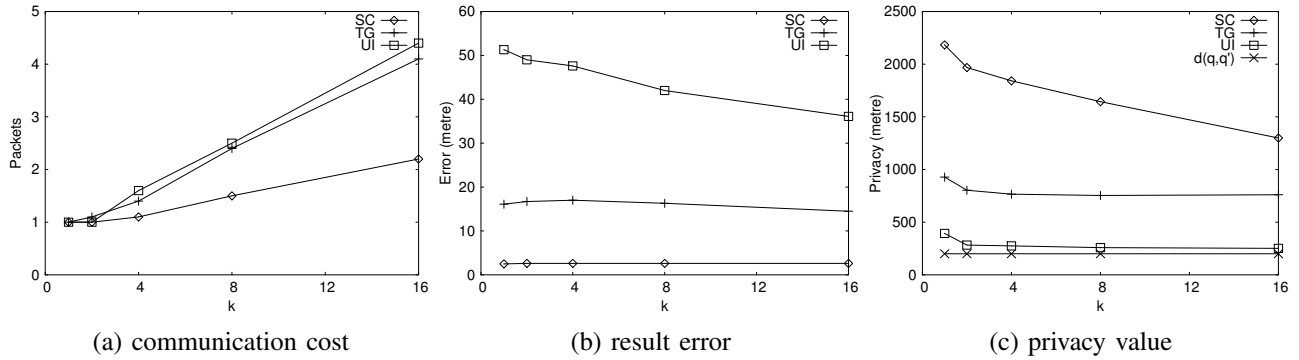 5
4
3
2
1
0
0 4 8 12 16
Packets
k
SC
TG
UI
(a) communication cost
60
50
40
30
20
10
0
0 4 8 12 16
Error (metre)
k
SC
TG
UI
(b) result error
2500
2000
1500
1000
500
0
0 4 8 12 16
Privacy (metre)
k
SC
TG
UI
d(q,q')
(c) privacy value